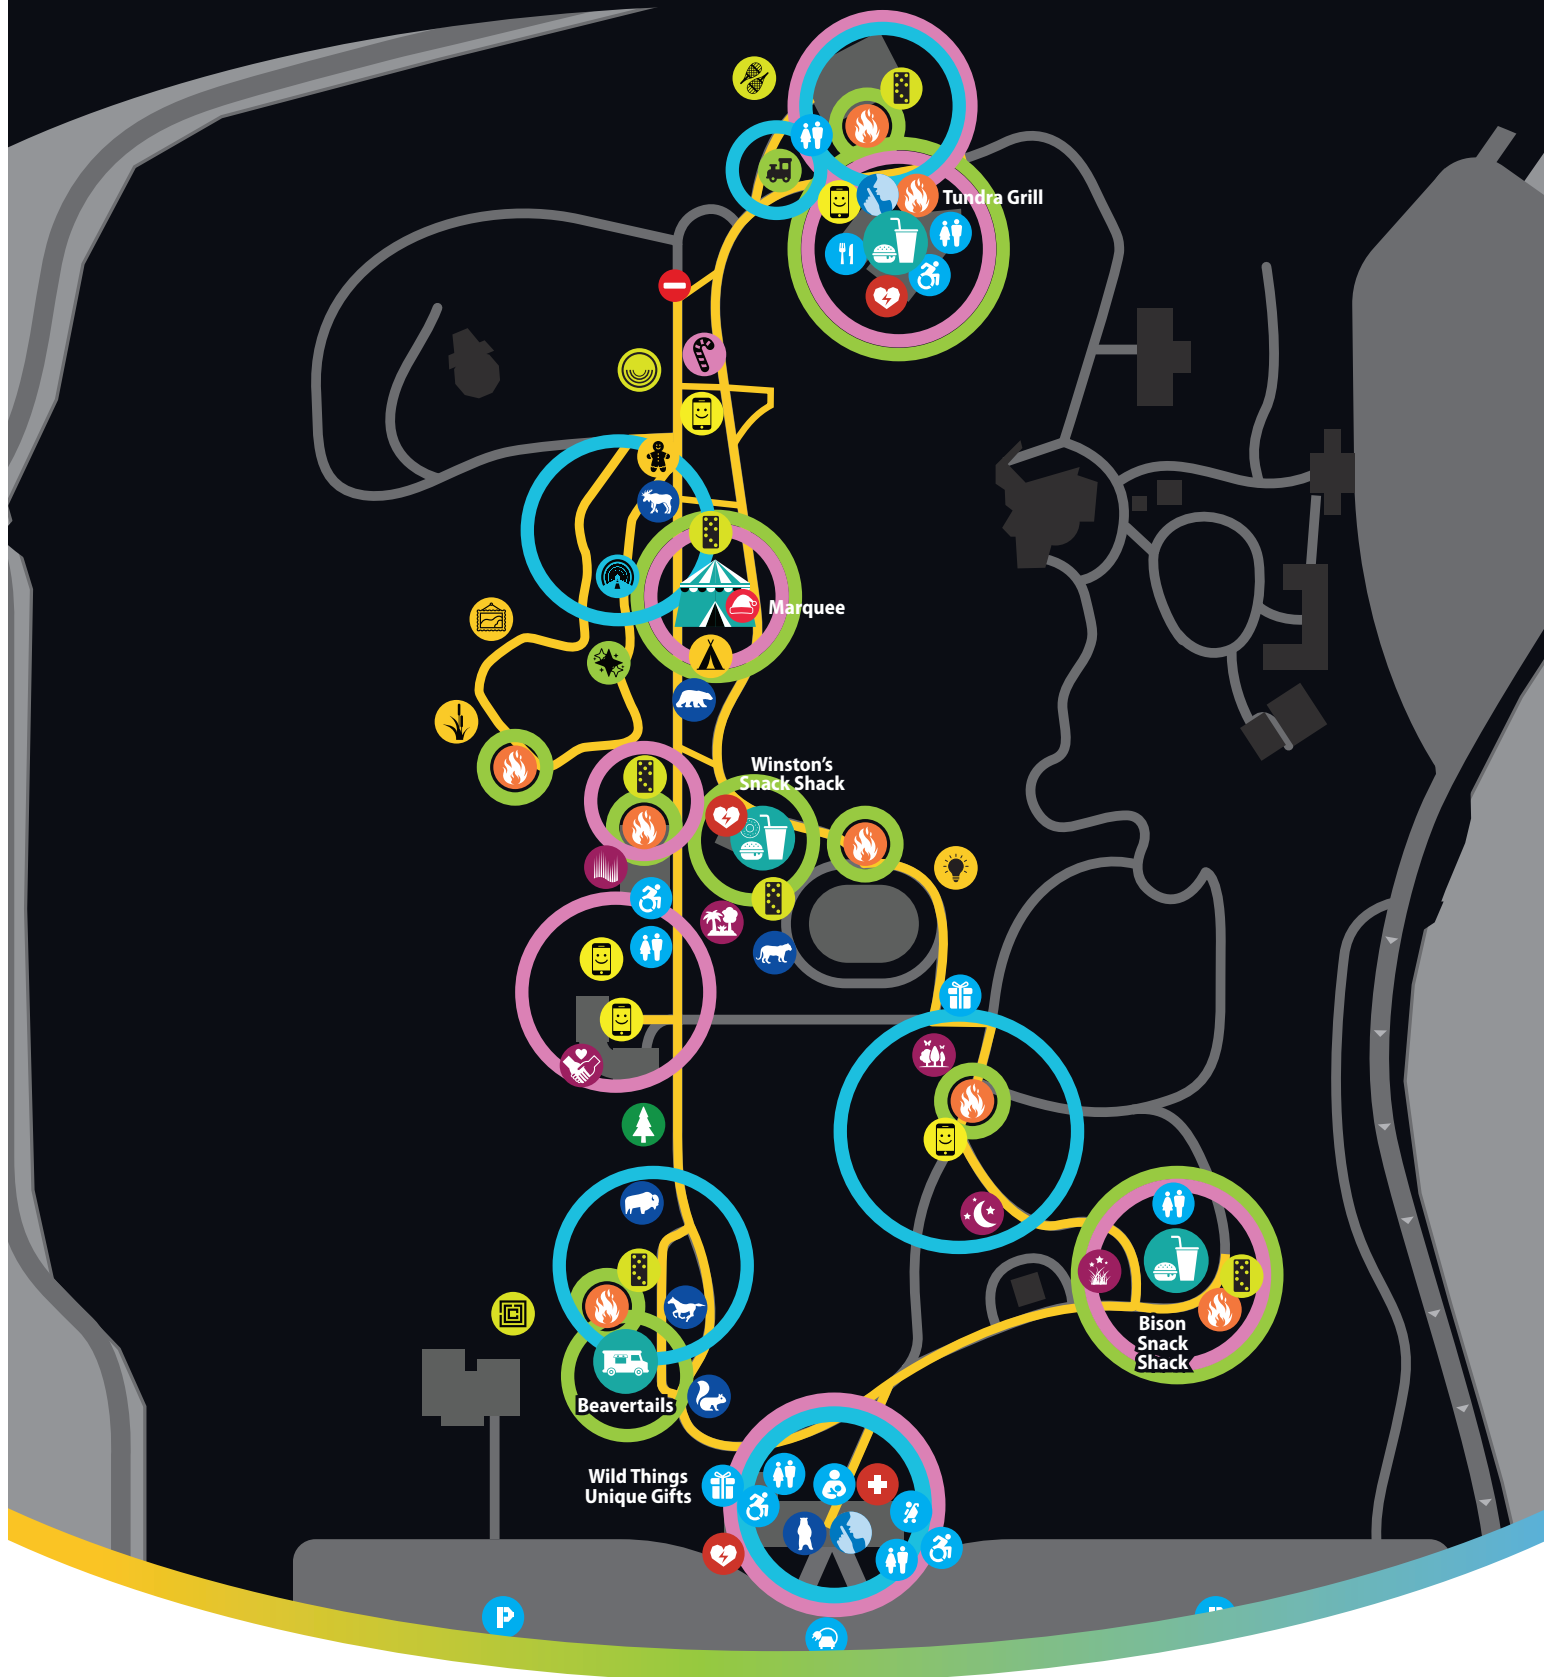 Tundra Grill
Marquee
Winston's
Snack Shack
Bison
Snack
Shack
Beavertails
Wild Things
Unique Gifts
P
P